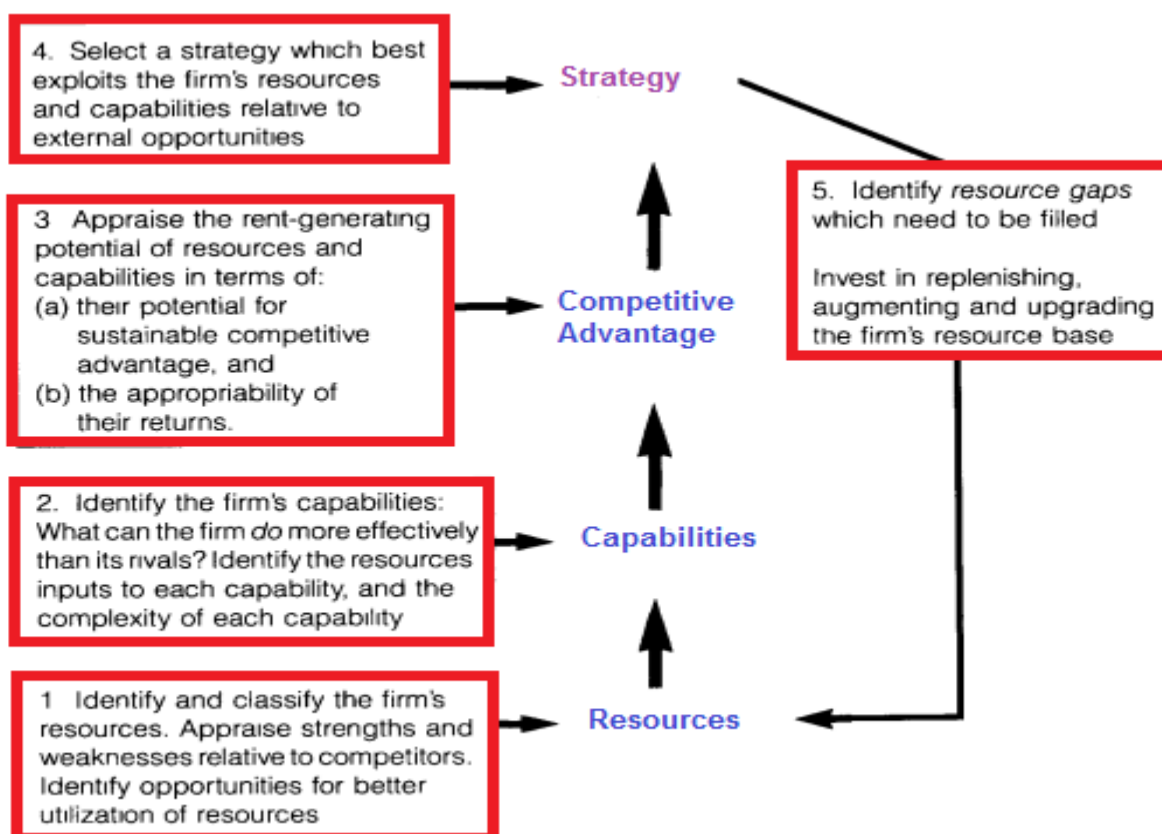 4. Select a strategy which best
exploits the firm's resources
and capabilities relative to
external opportunities
Strategy
5. Identify resource gaps
which need to be filled
Invest in replenishing,
augmenting and upgrading
the firm's resource base
3 Appraise the rent-generating
potential of resources and
capabilities in terms of:
(a) their potential for
sustainable competitive
advantage, and
(b) the appropriability of
their returns.
Competitive
Advantage
2. Identify the firm's capabilities:
What can the firm do more effectively
than its rivals? Identify the resources
inputs to each capability, and the
complexity of each capability
Capabilities
1 Identify and classify the firm's
resources. Appraise strengths and
weaknesses relative to competitors.
Identify opportunities for better
utilization of resources
Resources